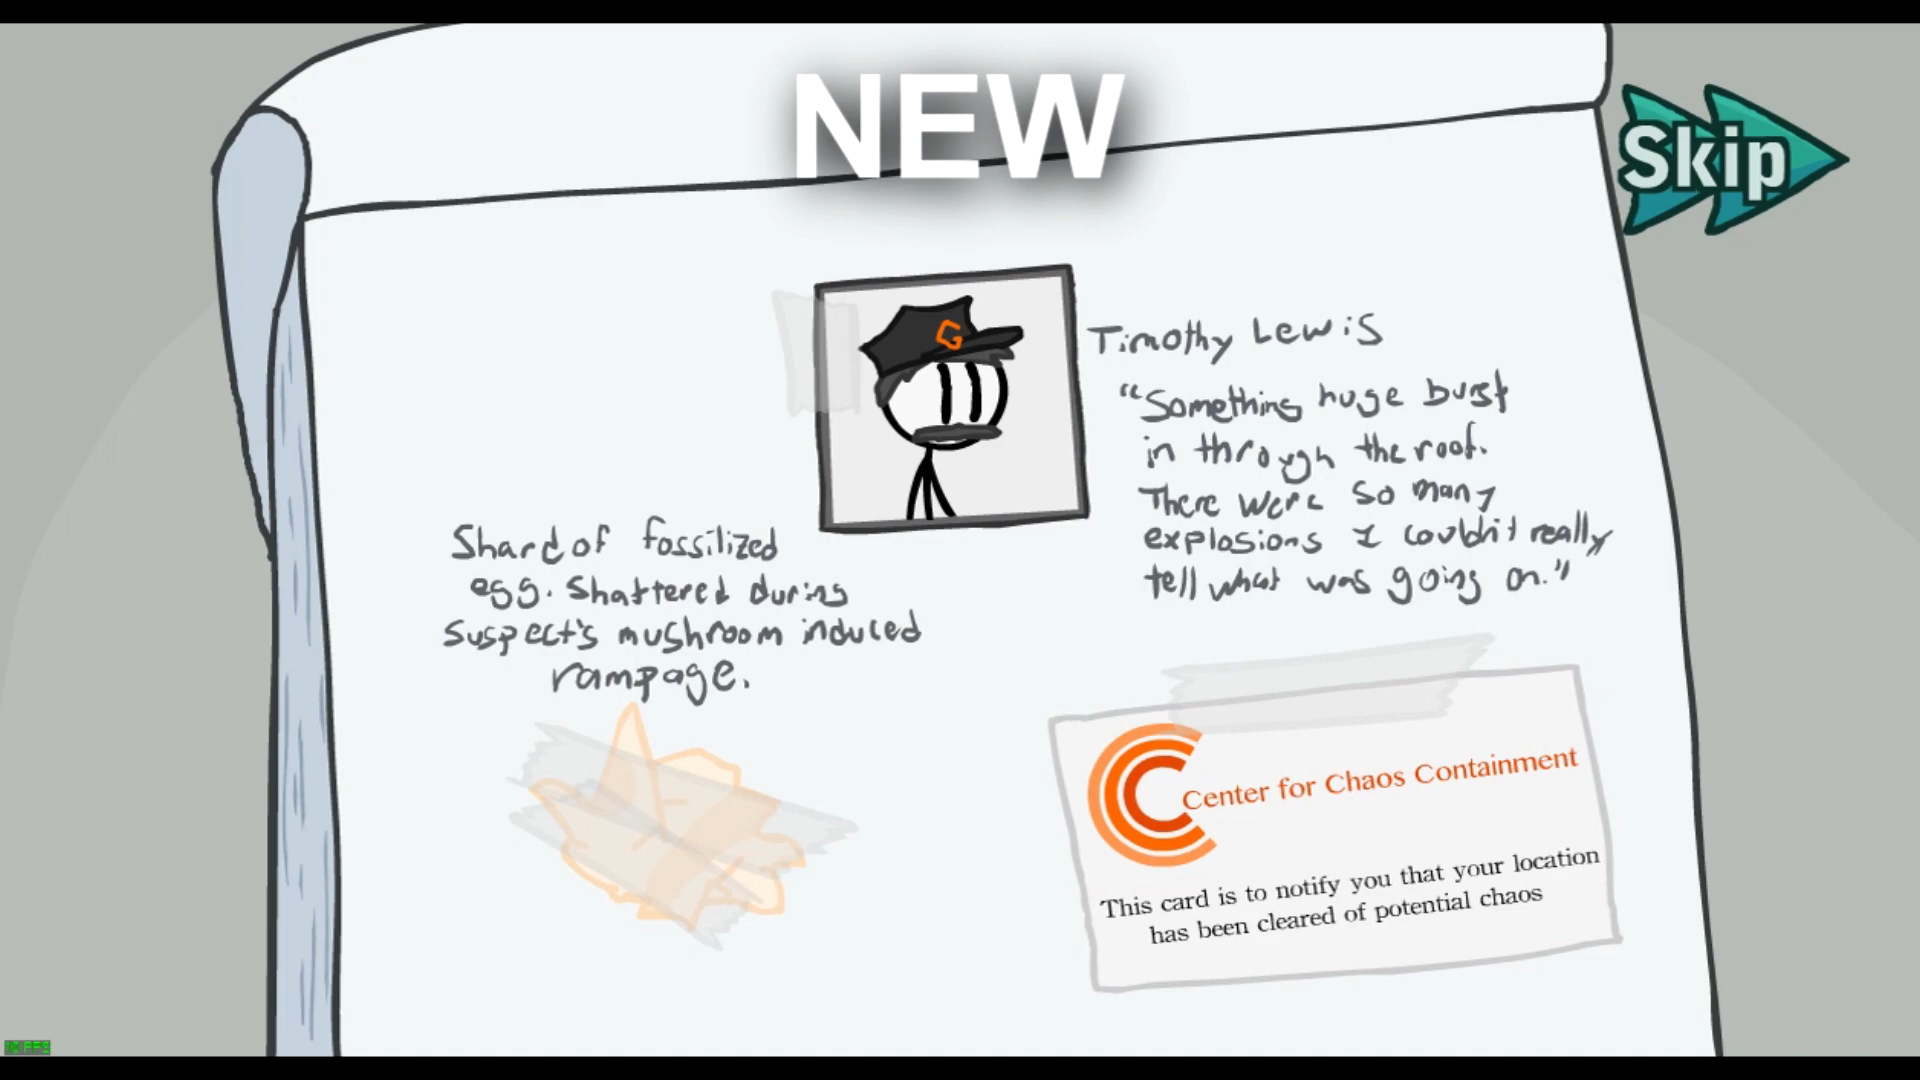 NEW
Skip
G
Timothy Lewis
"Something huge burst
in through the roof.
There were so many
explosions I couldn't really
tell what was going on."
Shard of fossilized
egg. Shattered during
suspect's mushroom induced
rampage.
Center for Chaos Containment
This card is to notify you that your location
has been cleared of potential chaos